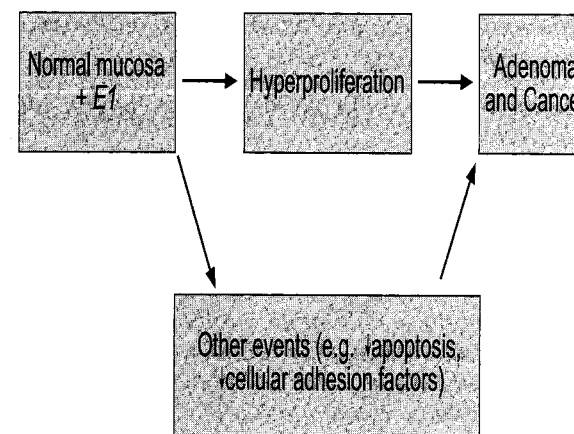 Normal mucosa
+ E1
Hyperproliferation
Adenoma
and Cance
Other events (e.g. ↓apoptosis,
↓cellular adhesion factors)